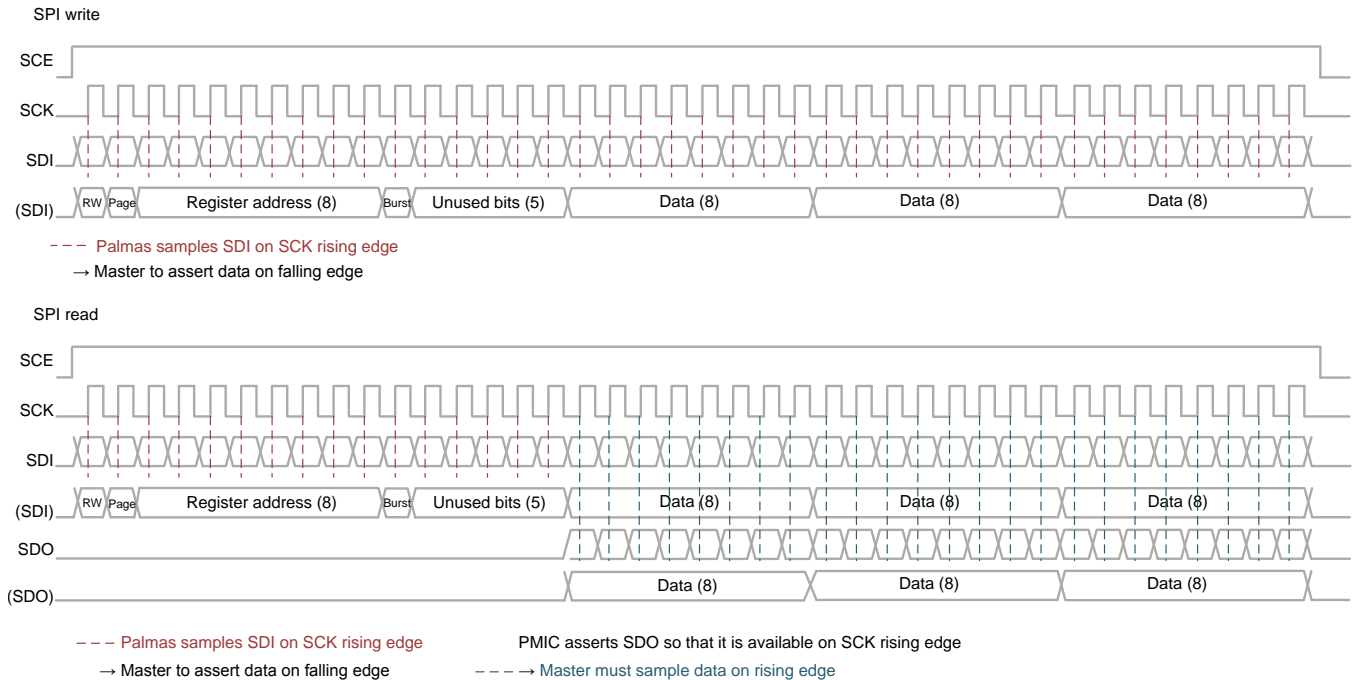 SPI write
SCE
SCK
SDI
(SDI) RW Page Register address (8) Burst Unused bits (5) Data (8) Data (8) Data (8)
--- Palmas samples SDI on SCK rising edge
→ Master to assert data on falling edge
SPI read
SCE
SCK
SDI
(SDI) RW Page Register address (8) Burst Unused bits (5) Data (8) Data (8) Data (8)
SDO
(SDO) Data (8) Data (8) Data (8)
--- Palmas samples SDI on SCK rising edge PMIC asserts SDO so that it is available on SCK rising edge
→ Master to assert data on falling edge ---→ Master must sample data on rising edge